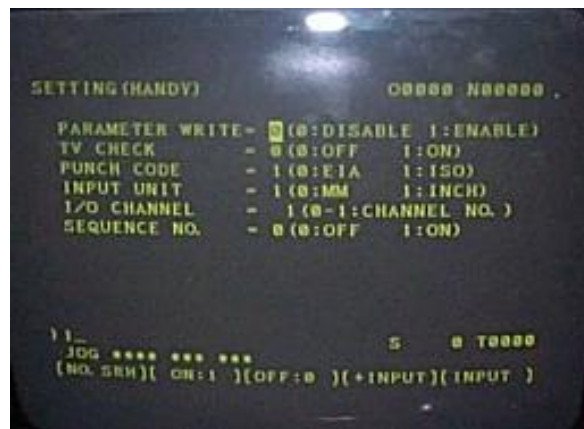 SETTING(HANDY) O0000 N00000
PARAMETER WRITE= 0(0:DISABLE 1:ENABLE)
TV CHECK = 0(0:OFF 1:ON)
PUNCH CODE = 1(0:EIA 1:ISO)
INPUT UNIT = 1(0:MM 1:INCH)
I/O CHANNEL = 1(0-1:CHANNEL NO.)
SEQUENCE NO. = 0(0:OFF 1:ON)
)1_
S 0 T0000
JOG **** *** ***
[NO.SRH][ ON:1 ][OFF:0 ][+INPUT][INPUT ]